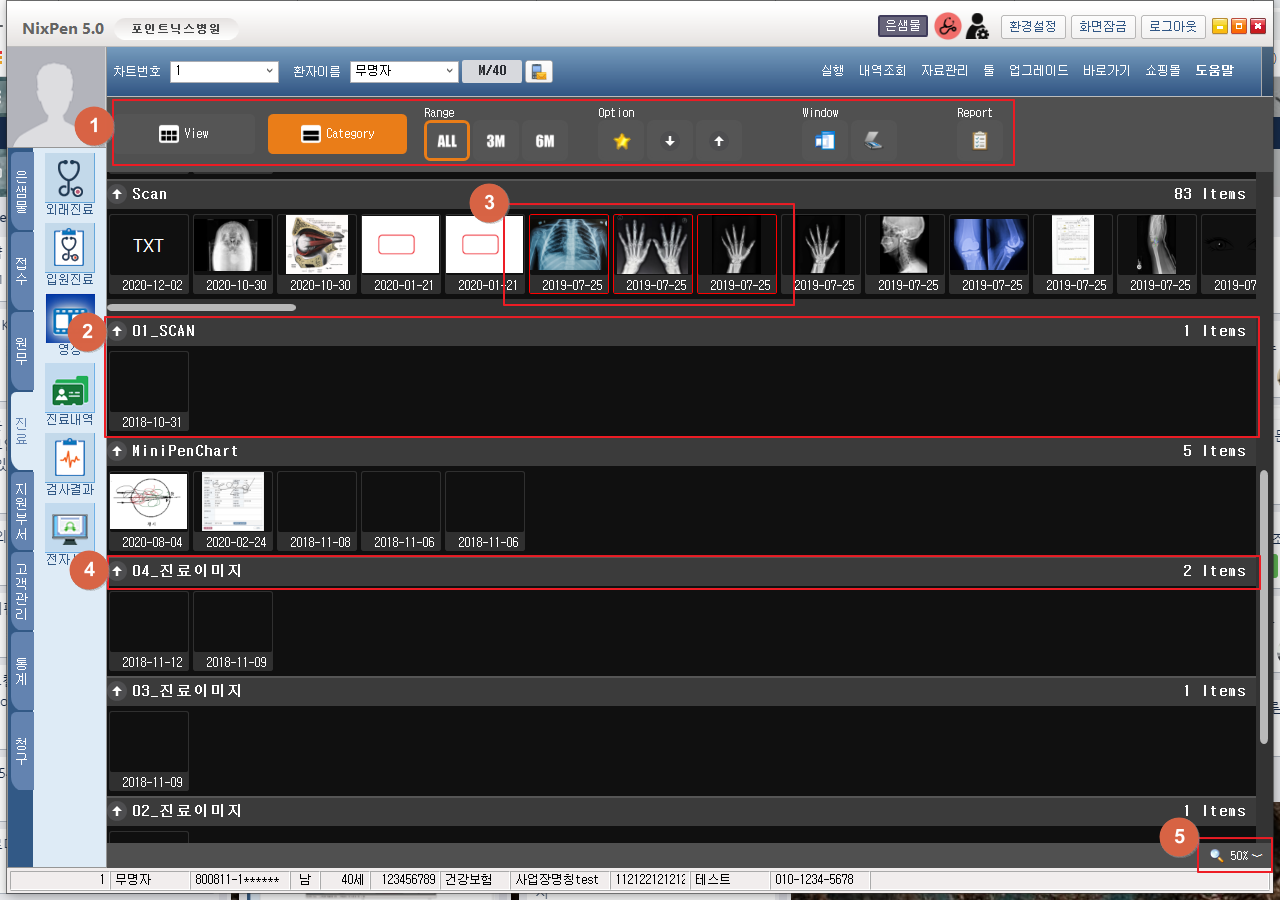 NixPen 5.0 포인트닉스병원 은샘물 환경설정 화면잠금 로그아웃
차트번호 1 환자이름 무명자 M/40 실행 내역조회 자료관리 툴 업그레이드 바로가기 쇼핑몰 도움말
Range Option Window Report
1 View Category ALL 3M 6M
은샘물
접수
원무
진료
지원부서
고객관리
통계
청구
외래진료
입원진료
2
진료내역
검사결과
Scan 83 Items
3
TXT
2020-12-02 2020-10-30 2020-10-30 2020-01-21 2020-01-21 2019-07-25 2019-07-25 2019-07-25 2019-07-25 2019-07-25 2019-07-25 2019-07-25 2019-07-25 2019-07
01_SCAN 1 Items
2018-10-31
MiniPenChart 5 Items
2020-08-04 2020-02-24 2018-11-08 2018-11-06 2018-11-06
4 04_진료이미지 2 Items
2018-11-12 2018-11-09
03_진료이미지 1 Items
2018-11-09
02_진료이미지 1 Items
5
50%
1 무명자 800811-1****** 남 40세 123456789 건강보험 사업장명칭test 112122121212 테스트 010-1234-5678